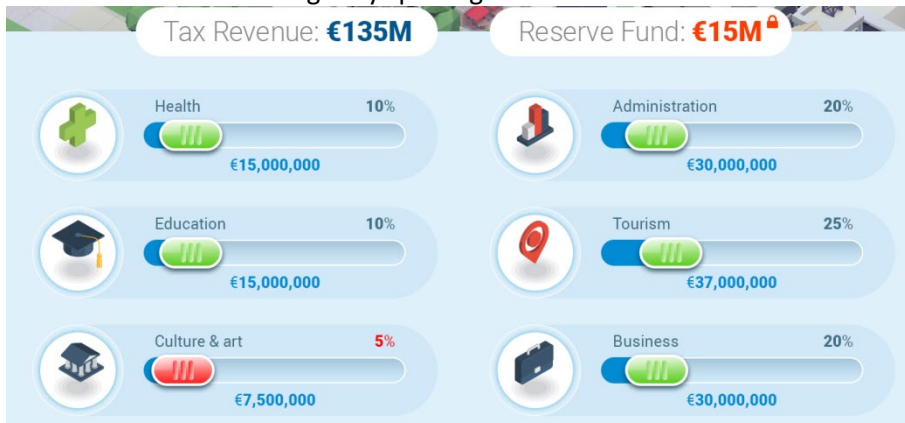 Tax Revenue: €135M
Reserve Fund: €15M
Health 10%
€15,000,000
Education 10%
€15,000,000
Culture & art 5%
€7,500,000
Administration 20%
€30,000,000
Tourism 25%
€37,000,000
Business 20%
€30,000,000